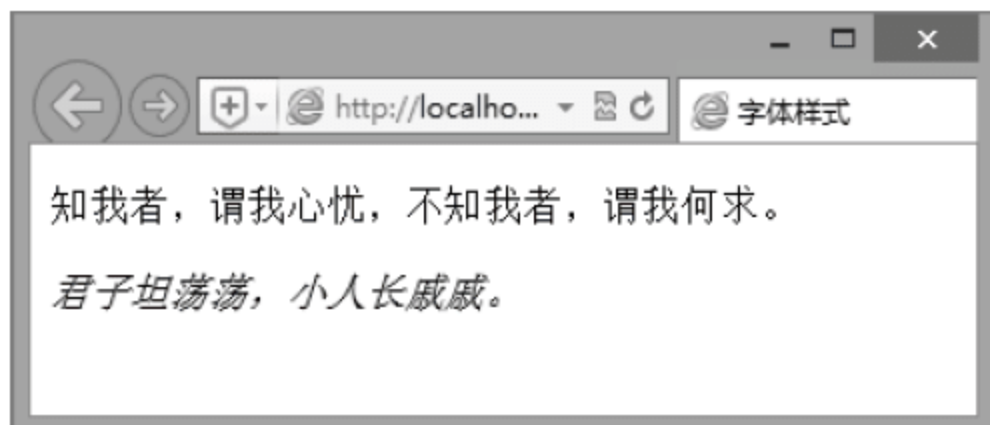 http://localho...
字体样式
知我者，谓我心忧，不知我者，谓我何求。
君子坦荡荡，小人长戚戚。